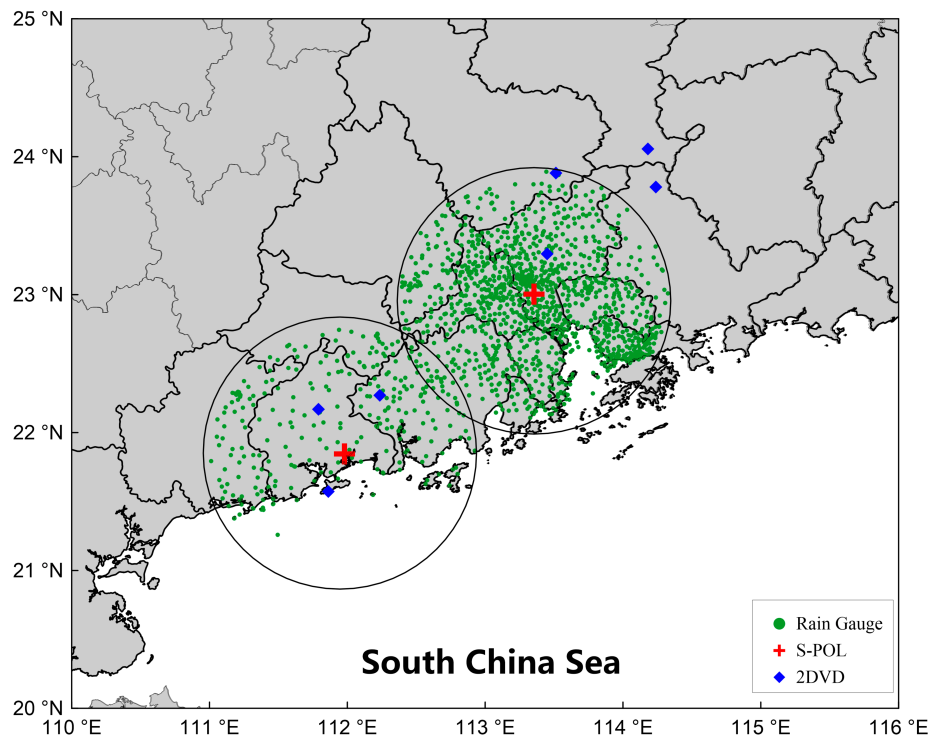 25 °N
24 °N
23 °N
22 °N
21 °N
20 °N
Rain Gauge
S-POL
2DVD
South China Sea
110 °E 111 °E 112 °E 113 °E 114 °E 115 °E 116 °E